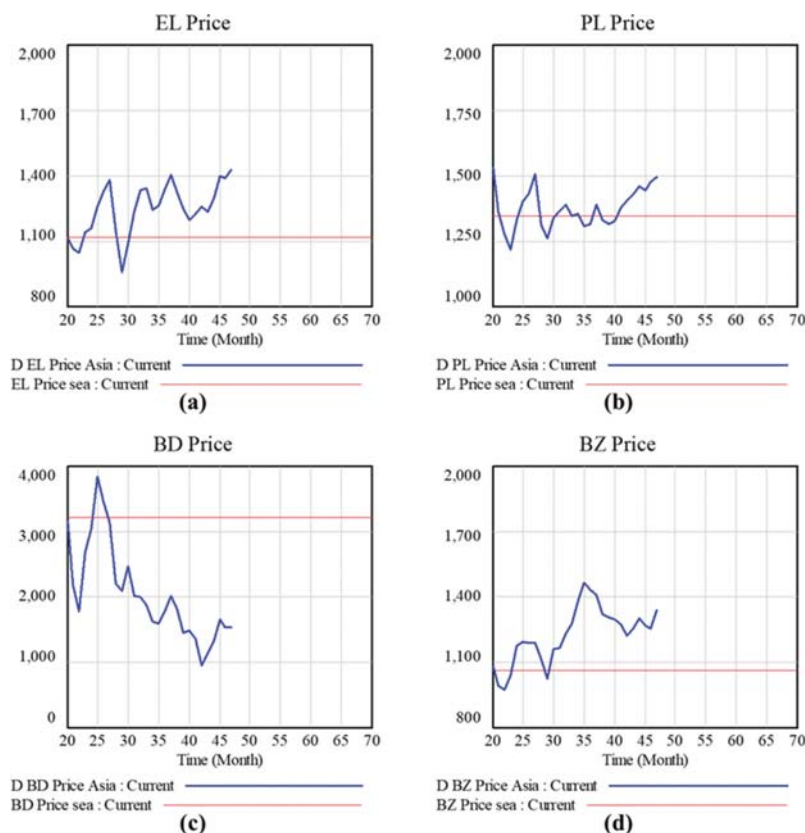 EL Price
2,000
1,700
1,400
1,100
800
20 25 30 35 40 45 50 55 60 65 70
Time (Month)
D EL Price Asia : Current
EL Price sea : Current
(a)
PL Price
2,000
1,750
1,500
1,250
1,000
20 25 30 35 40 45 50 55 60 65 70
Time (Month)
D PL Price Asia : Current
PL Price sea : Current
(b)
BD Price
4,000
3,000
2,000
1,000
0
20 25 30 35 40 45 50 55 60 65 70
Time (Month)
D BD Price Asia : Current
BD Price sea : Current
(c)
BZ Price
2,000
1,700
1,400
1,100
800
20 25 30 35 40 45 50 55 60 65 70
Time (Month)
D BZ Price Asia : Current
BZ Price sea : Current
(d)